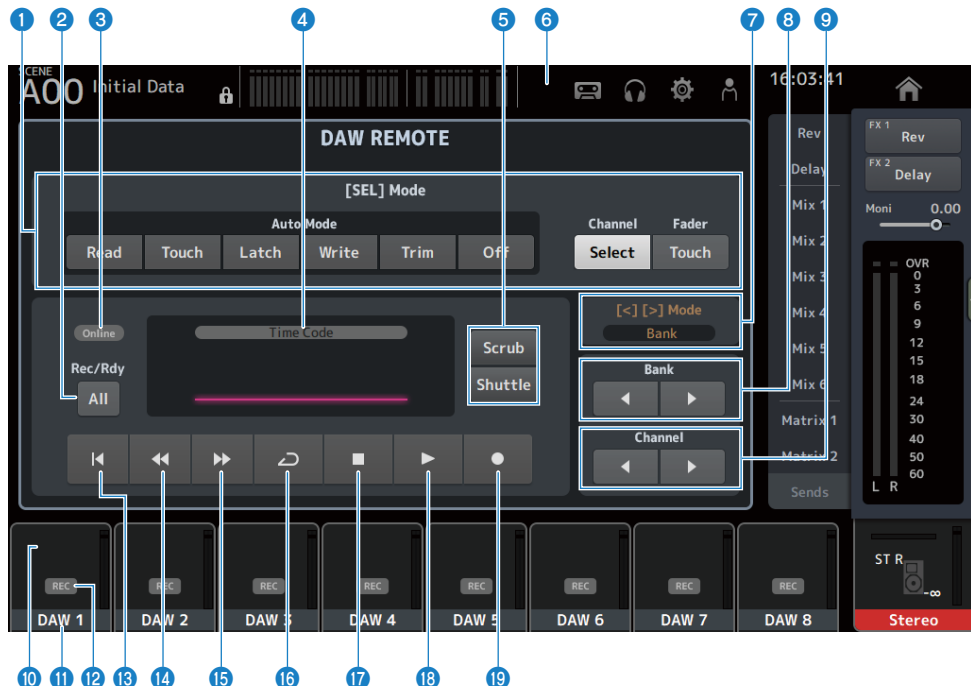 1 2 3 4 5 6 7 8 9
SCENE
A00 Initial Data
16:03:41
DAW REMOTE
[SEL] Mode
Auto Mode
Channel Fader
Read Touch Latch Write Trim Off
Select Touch
Online
Time Code
Rec/Rdy
All
Scrub
Shuttle
[<] [>] Mode
Bank
Bank
Channel
Rev
Delay
Mix 1
Mix 2
Mix 3
Mix 4
Mix 5
Mix 6
Matrix 1
Matrix 2
Sends
FX 1
Rev
FX 2
Delay
Moni 0.00
OVR
0
3
6
9
12
15
18
24
30
40
50
60
L R
REC REC REC REC REC REC REC REC
DAW 1 DAW 2 DAW 3 DAW 4 DAW 5 DAW 6 DAW 7 DAW 8
ST R
-∞
Stereo
10 11 12 13 14 15 16 17 18 19